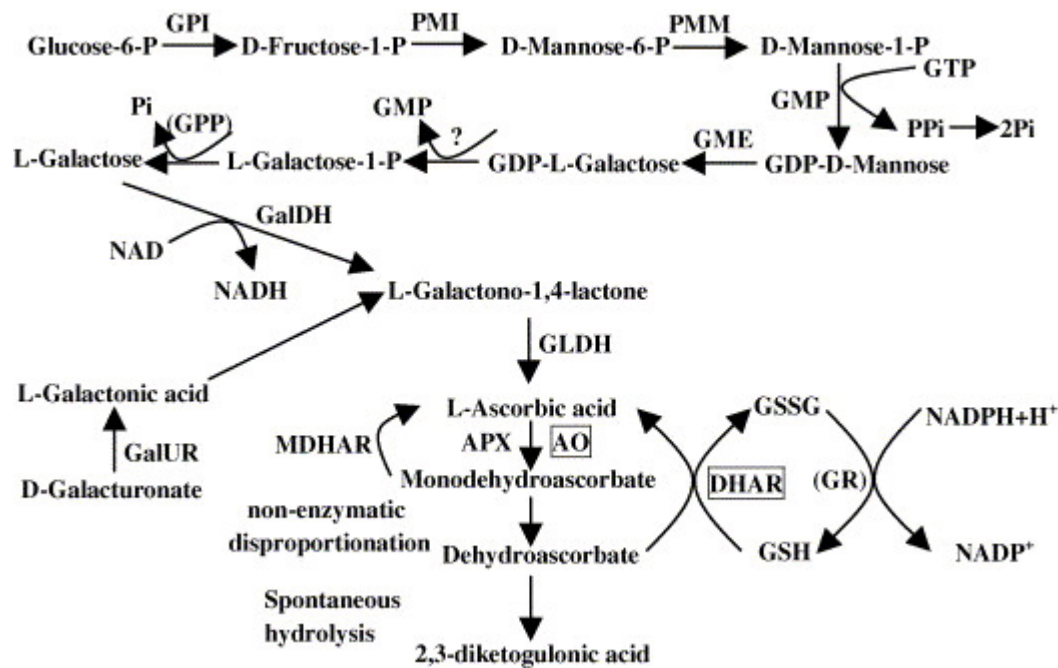 GPI PMI PMM
Glucose-6-P D-Fructose-1-P D-Mannose-6-P D-Mannose-1-P
GTP
Pi (GPP) GMP ? GMP
PPi 2Pi
GME
L-Galactose L-Galactose-1-P GDP-L-Galactose GDP-D-Mannose
GalDH
NAD
NADH
L-Galactono-1,4-lactone
GLDH
L-Galactonic acid
L-Ascorbic acid GSSG NADPH+H⁺
MDHAR APX AO
GalUR
Monodehydroascorbate DHAR (GR)
D-Galacturonate
non-enzymatic
disproportionation
Dehydroascorbate GSH NADP⁺
Spontaneous
hydrolysis
2,3-diketogulonic acid